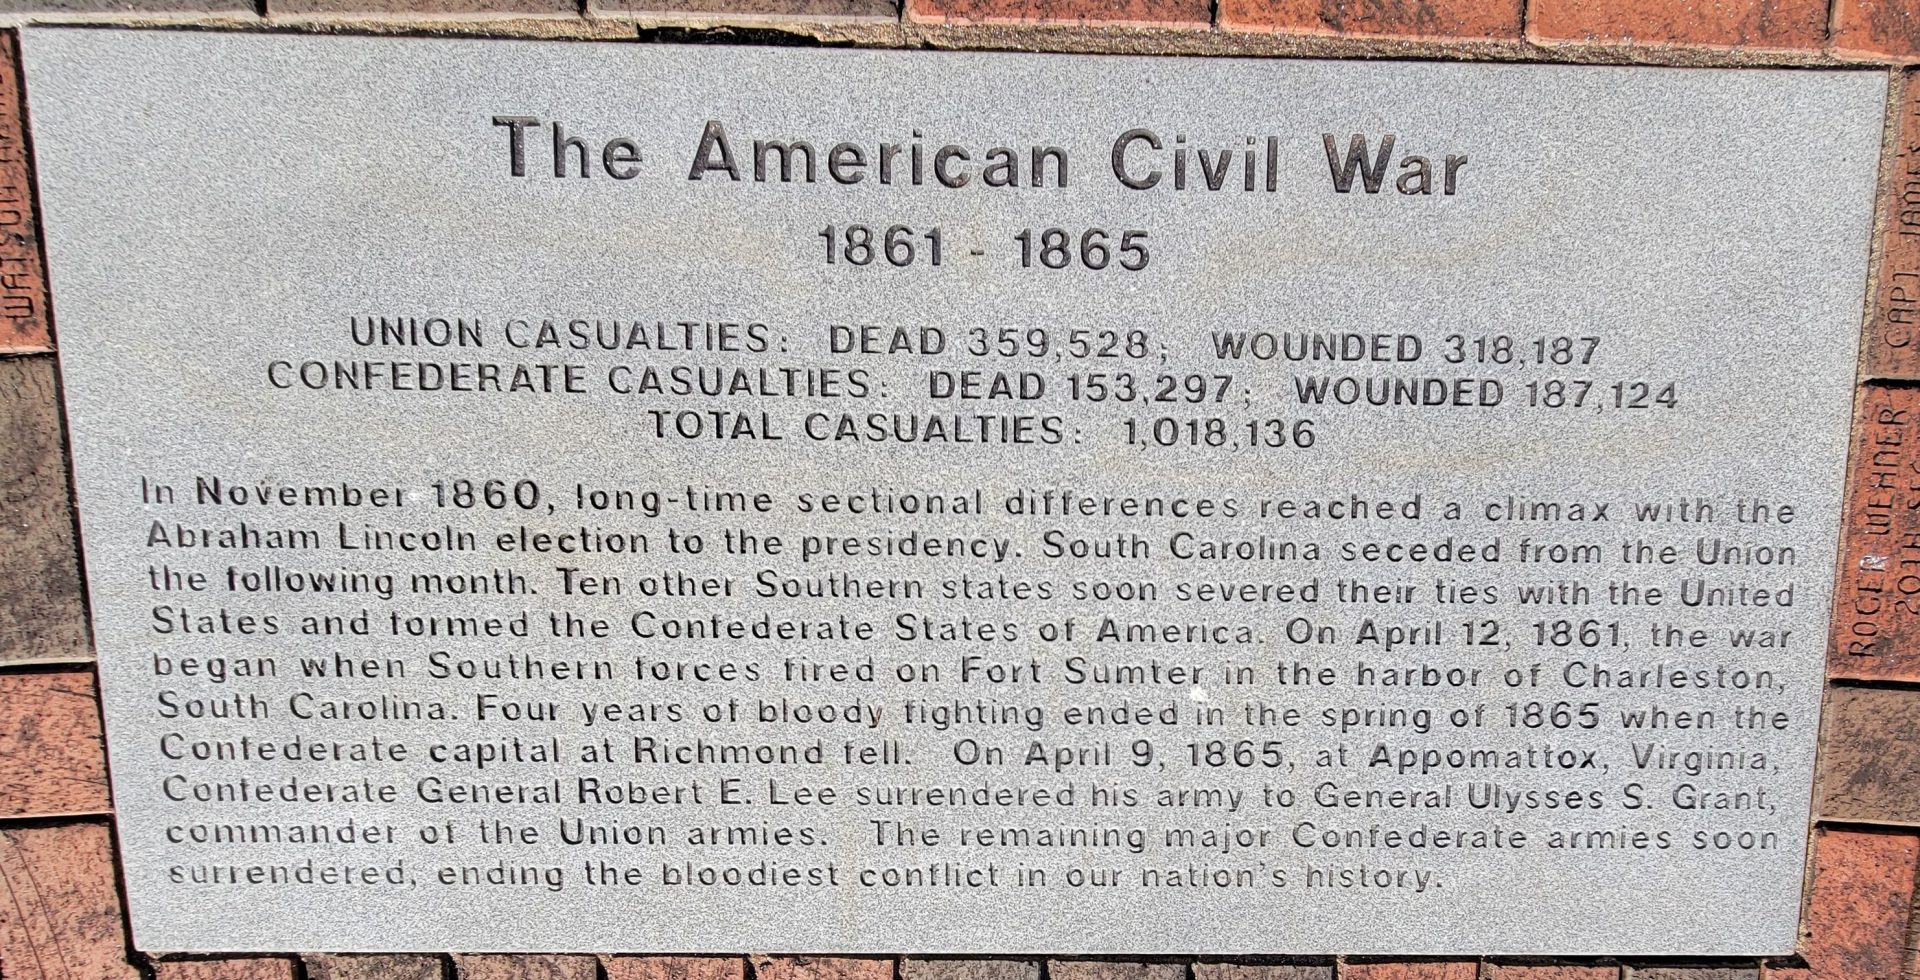 The American Civil War
1861 - 1865
UNION CASUALTIES: DEAD 359,528; WOUNDED 318,187
CONFEDERATE CASUALTIES: DEAD 153,297; WOUNDED 187,124
TOTAL CASUALTIES: 1,018,136
In November 1860, long-time sectional differences reached a climax with the
Abraham Lincoln election to the presidency. South Carolina seceded from the Union
the following month. Ten other Southern states soon severed their ties with the United
States and formed the Confederate States of America. On April 12, 1861, the war
began when Southern forces fired on Fort Sumter in the harbor of Charleston,
South Carolina. Four years of bloody fighting ended in the spring of 1865 when the
Confederate capital at Richmond fell. On April 9, 1865, at Appomattox, Virginia,
Confederate General Robert E. Lee surrendered his army to General Ulysses S. Grant,
commander of the Union armies. The remaining major Confederate armies soon
surrendered, ending the bloodiest conflict in our nation's history.
WATSON
CAPT JAMES
ROGER WEHNER
20TH